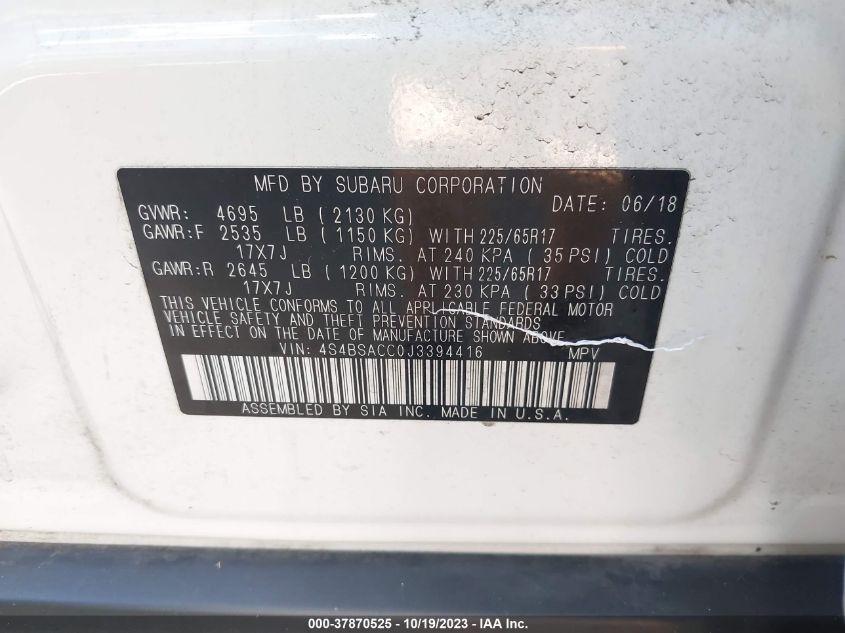 MFD BY SUBARU CORPORATION
DATE: 06/18
GVWR: 4695 LB ( 2130 KG)
GAWR:F 2535 LB ( 1150 KG) WITH 225/65R17 TIRES.
17X7J RIMS. AT 240 KPA ( 35 PSI) COLD
GAWR:R 2645 LB ( 1200 KG) WITH 225/65R17 TIRES.
17X7J RIMS. AT 230 KPA ( 33 PSI) COLD
THIS VEHICLE CONFORMS TO ALL APPLICABLE FEDERAL MOTOR
VEHICLE SAFETY AND THEFT PREVENTION STANDARDS
IN EFFECT ON THE DATE OF MANUFACTURE SHOWN ABOVE.
VIN: 4S4BSACC0J3394416 MPV
ASSEMBLED BY SIA INC. MADE IN U.S.A.
000-37870525 - 10/19/2023 - IAA Inc.